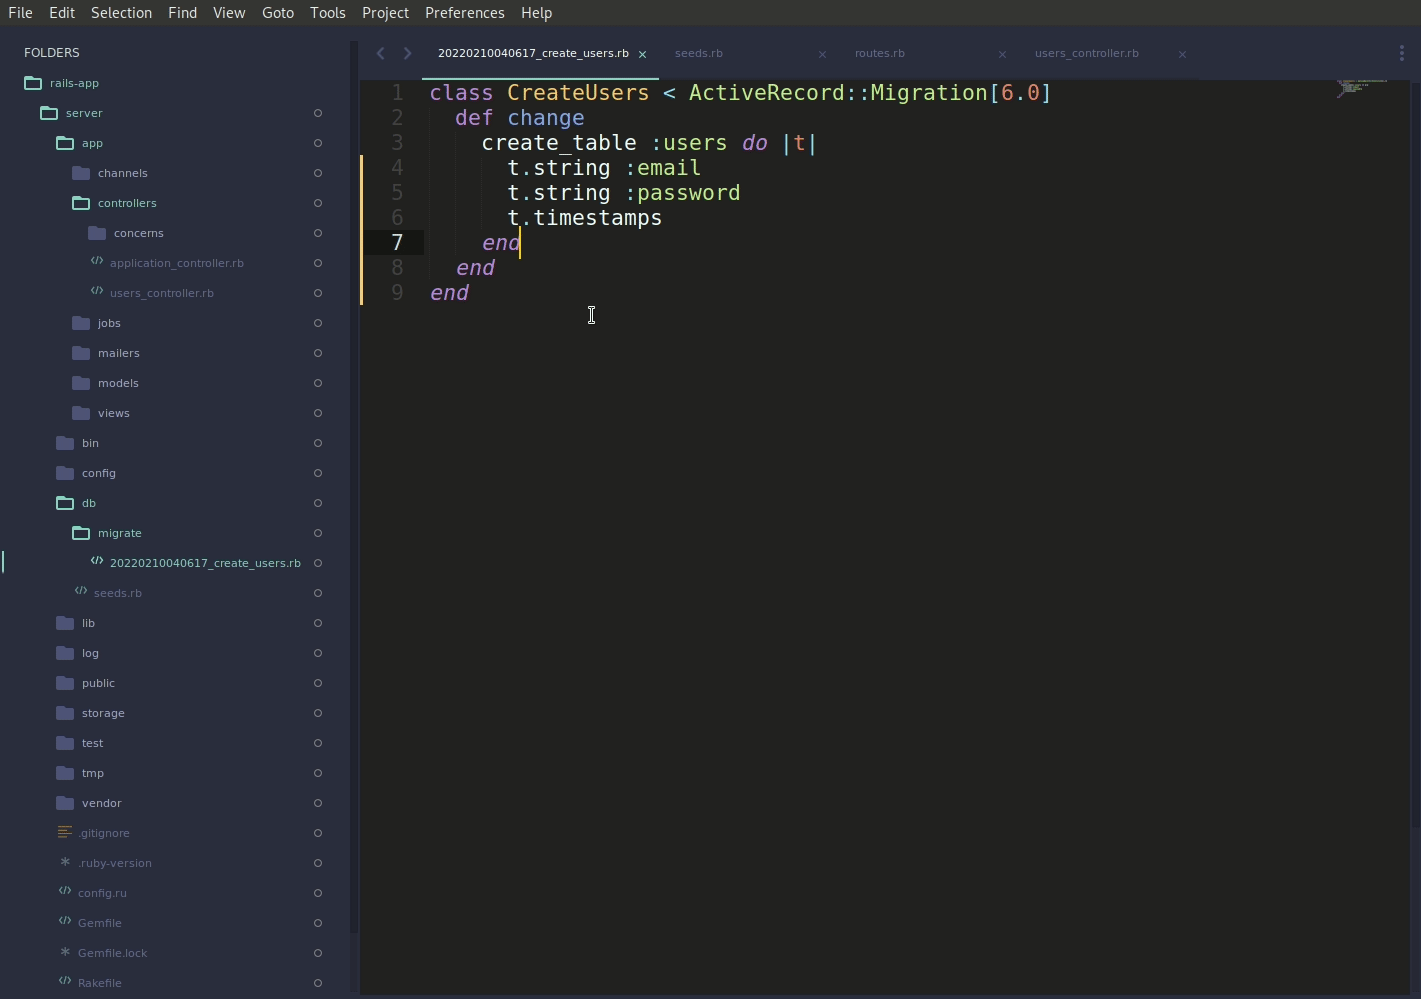 File Edit Selection Find View Goto Tools Project Preferences Help
FOLDERS
rails-app
server
app
channels
controllers
concerns
application_controller.rb
users_controller.rb
jobs
mailers
models
views
bin
config
db
migrate
20220210040617_create_users.rb
seeds.rb
lib
log
public
storage
test
tmp
vendor
.gitignore
.ruby-version
config.ru
Gemfile
Gemfile.lock
Rakefile
20220210040617_create_users.rb × seeds.rb × routes.rb × users_controller.rb ×
1 class CreateUsers < ActiveRecord::Migration[6.0]
2 def change
3 create_table :users do |t|
4 t.string :email
5 t.string :password
6 t.timestamps
7 end
8 end
9 end